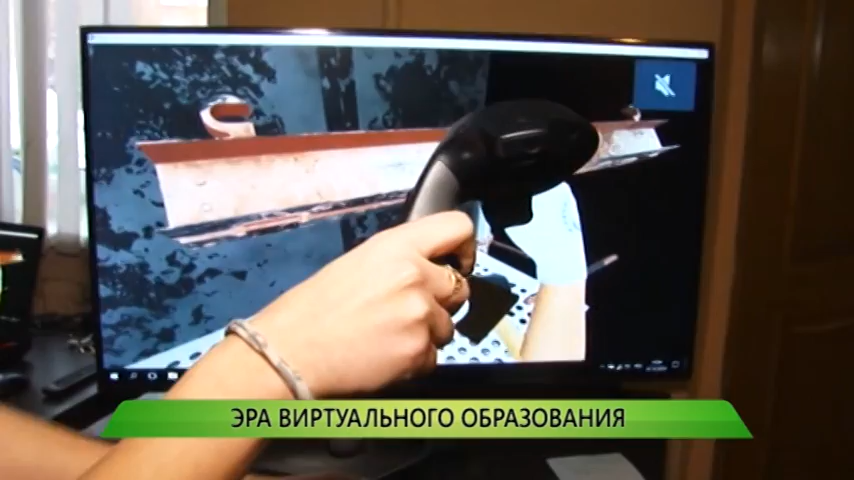 ЭРА ВИРТУАЛЬНОГО ОБРАЗОВАНИЯ